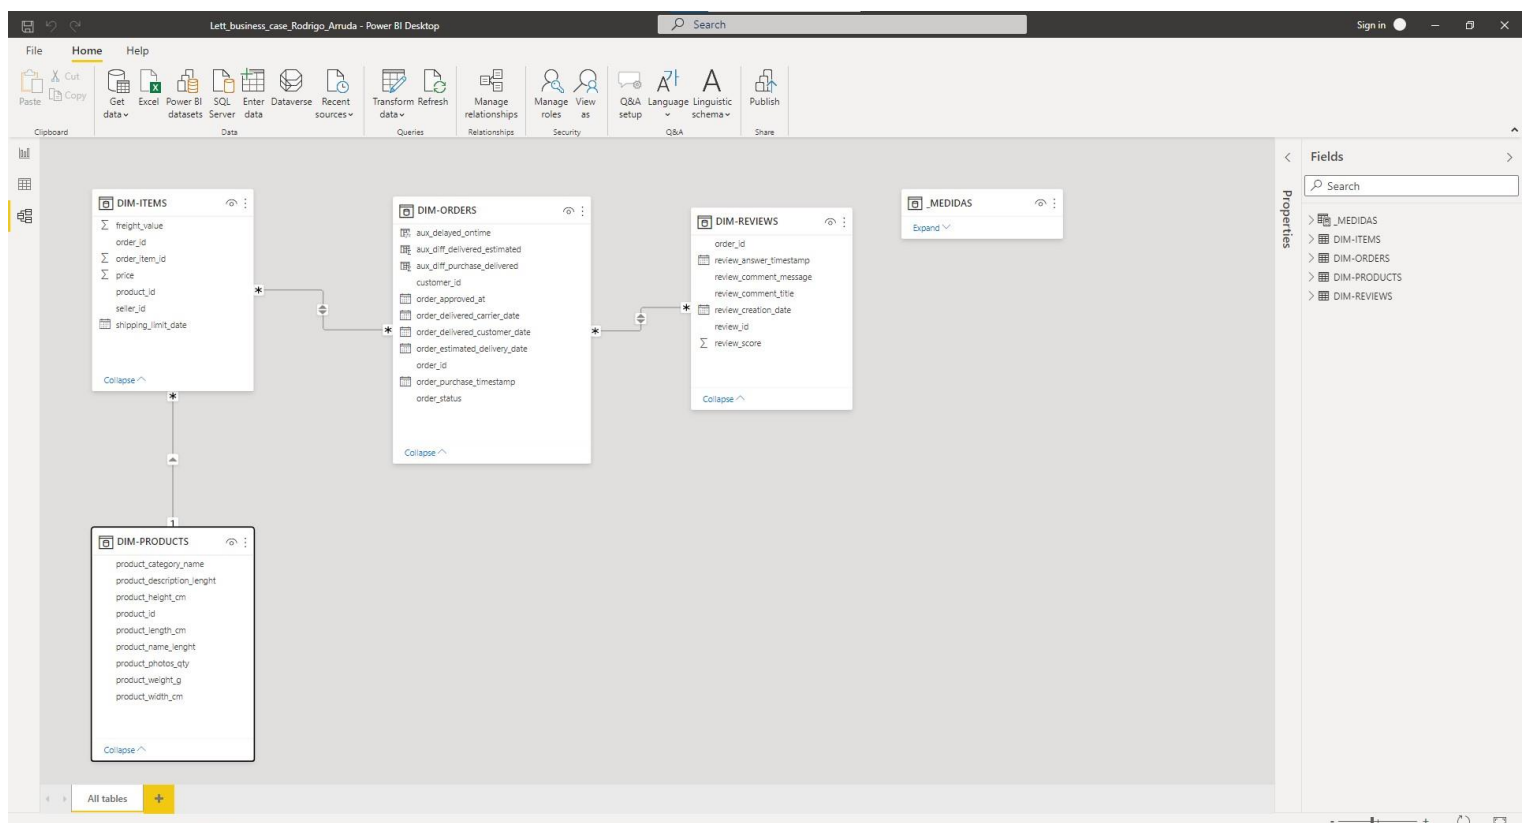 Lett_business_case_Rodrigo_Arruda - Power BI Desktop
Search
Sign in
File Home Help
Paste
Cut
Copy
Clipboard
Get data
Excel
Power BI datasets
SQL Server
Enter data
Dataverse
Recent sources
Data
Transform data
Refresh
Queries
Manage relationships
Relationships
Manage roles
View as
Security
Q&A setup
Language
Linguistic schema
Q&A
Publish
Share
DIM-ITEMS
freight_value
order_id
order_item_id
price
product_id
seller_id
shipping_limit_date
Collapse
*
*
1
DIM-PRODUCTS
product_category_name
product_description_lenght
product_height_cm
product_id
product_length_cm
product_name_lenght
product_photos_qty
product_weight_g
product_width_cm
Collapse
DIM-ORDERS
aux_delayed_ontime
aux_diff_delivered_estimated
aux_diff_purchase_delivered
customer_id
order_approved_at
order_delivered_carrier_date
order_delivered_customer_date
order_estimated_delivery_date
order_id
order_purchase_timestamp
order_status
Collapse
*
*
*
DIM-REVIEWS
order_id
review_answer_timestamp
review_comment_message
review_comment_title
review_creation_date
review_id
review_score
Collapse
_MEDIDAS
Expand
Properties
Fields
Search
_MEDIDAS
DIM-ITEMS
DIM-ORDERS
DIM-PRODUCTS
DIM-REVIEWS
All tables
+